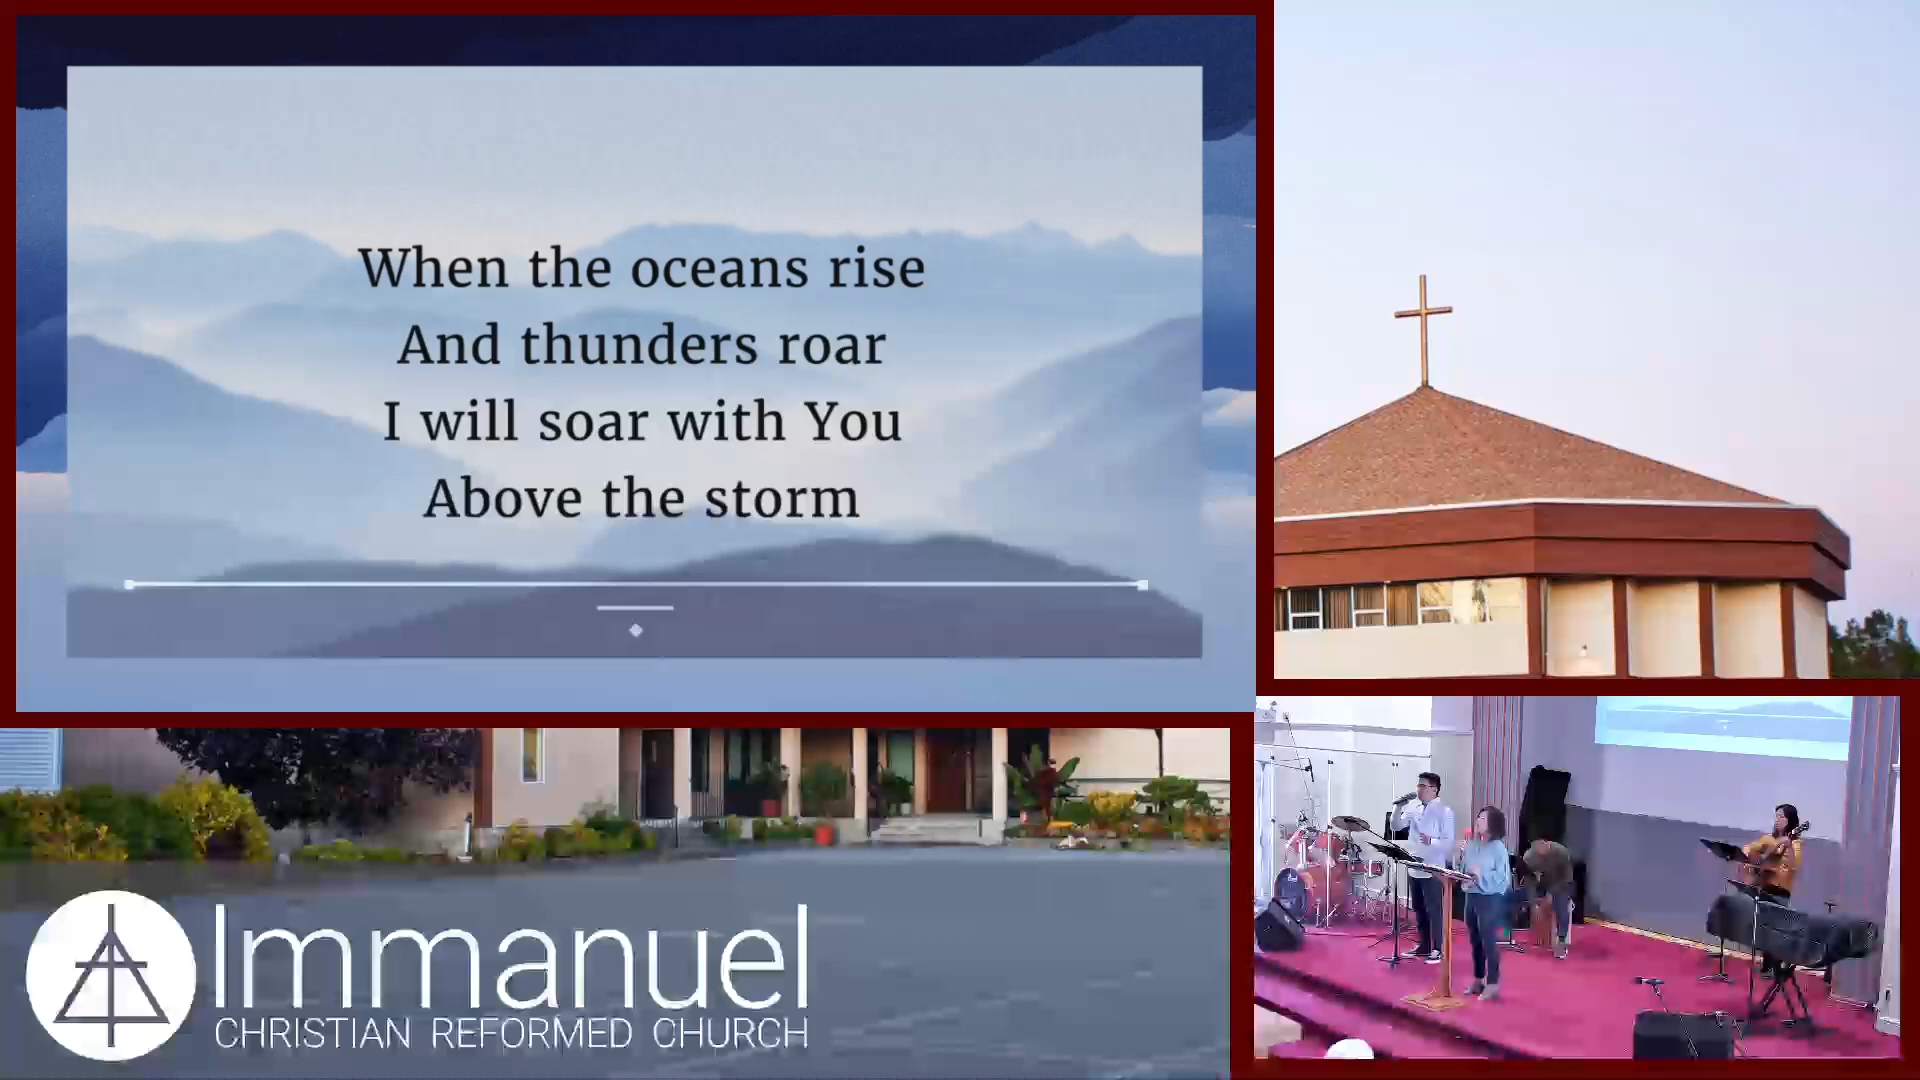 When the oceans rise
And thunders roar
I will soar with You
Above the storm
Immanuel
CHRISTIAN REFORMED CHURCH